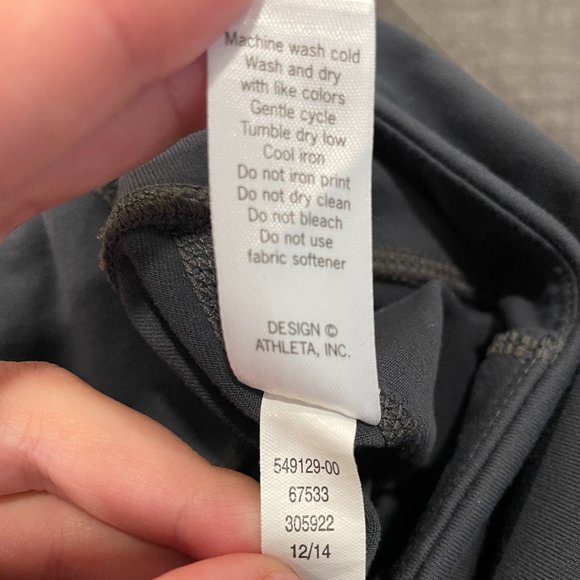 Machine wash cold
Wash and dry
with like colors
Gentle cycle
Tumble dry low
Cool iron
Do not iron print
Do not dry clean
Do not bleach
Do not use
fabric softener
DESIGN ©
ATHLETA, INC.
549129-00
67533
305922
12/14